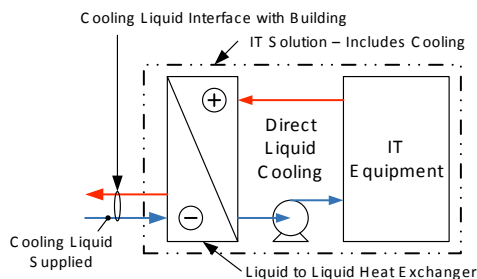 Cooling Liquid Interface with Building
IT Solution – Includes Cooling
+
Direct
Liquid
Cooling
IT
Equipment
−
Cooling Liquid
Supplied
Liquid to Liquid Heat Exchanger